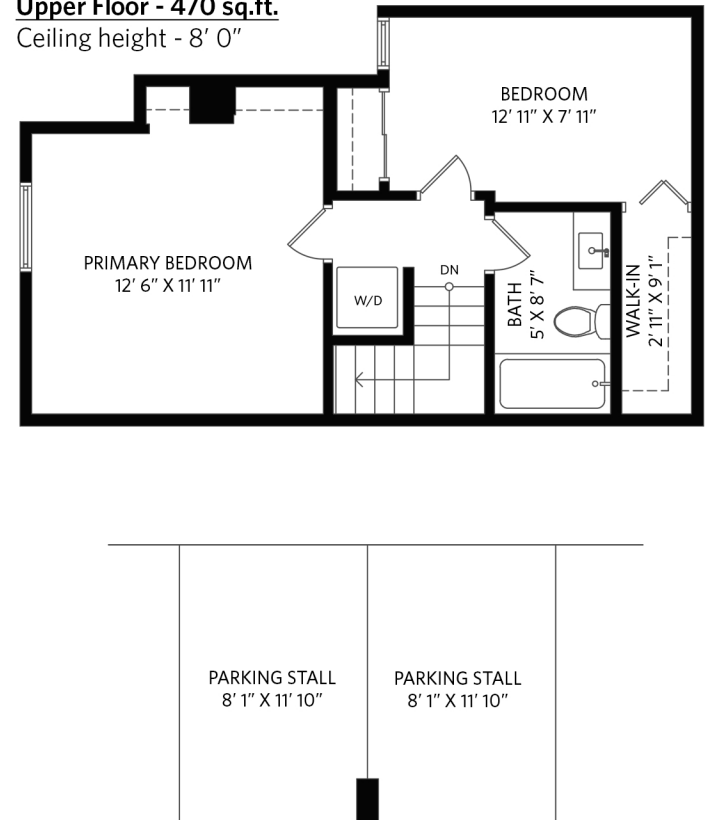 Upper Floor - 470 sq.ft.
Ceiling height - 8’ 0”
BEDROOM
12’ 11” X 7’ 11”
PRIMARY BEDROOM
12’ 6” X 11’ 11”
DN
W/D
BATH
5’ X 8’ 7”
WALK-IN
2’ 11” X 9’ 1”
PARKING STALL
8’ 1” X 11’ 10”
PARKING STALL
8’ 1” X 11’ 10”